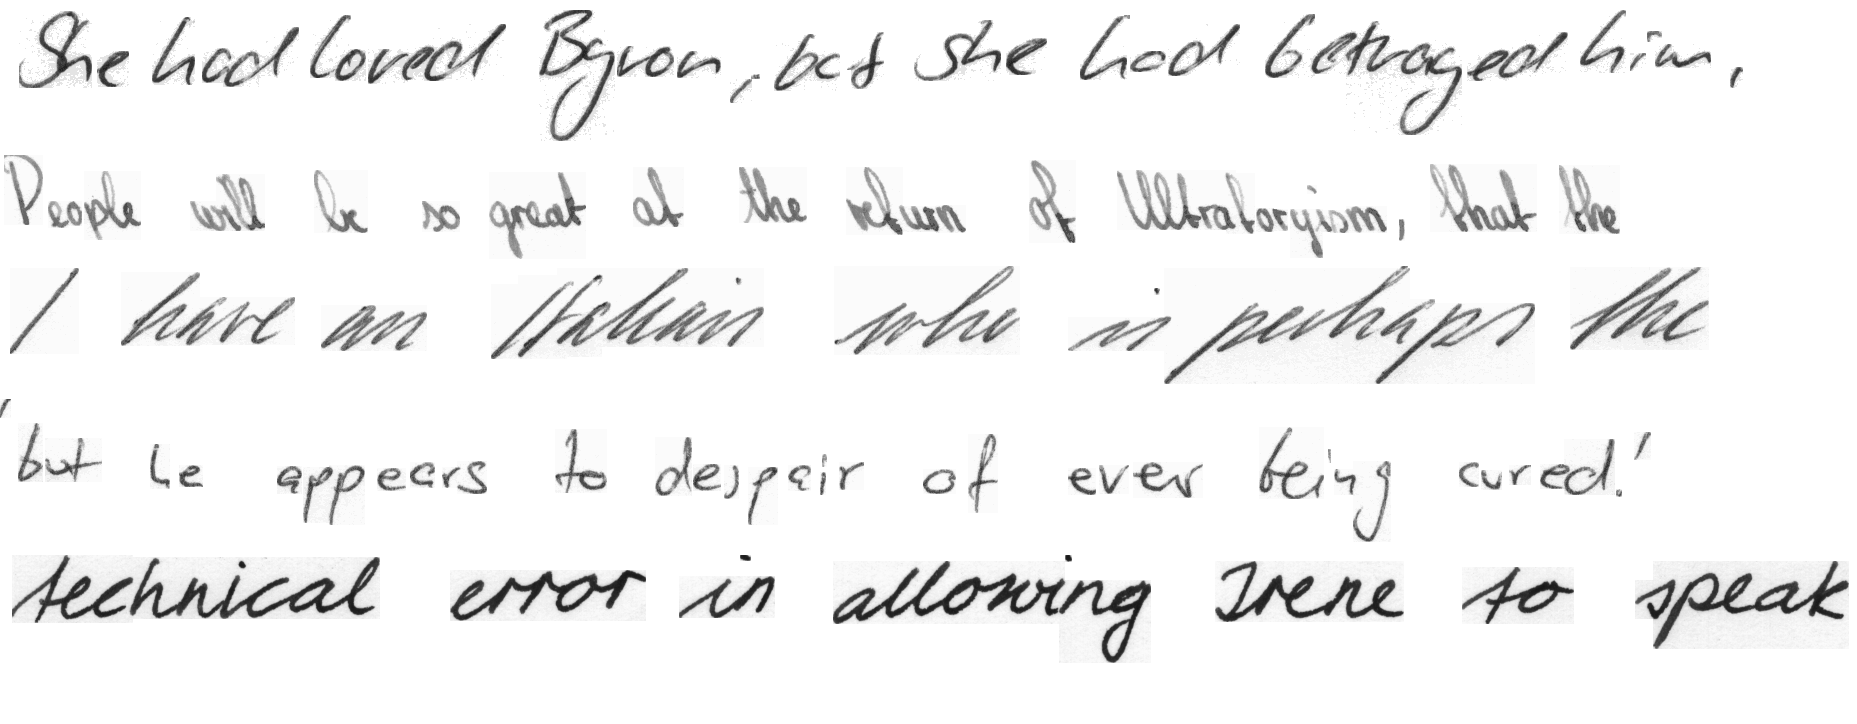 She had loved Byron, but she had betrayed him,
People will be so great at the return of Ultratoryism, that the
I have an Italian who is perhaps the
'but he appears to despair of ever being cured.'
technical error in allowing Irene to speak